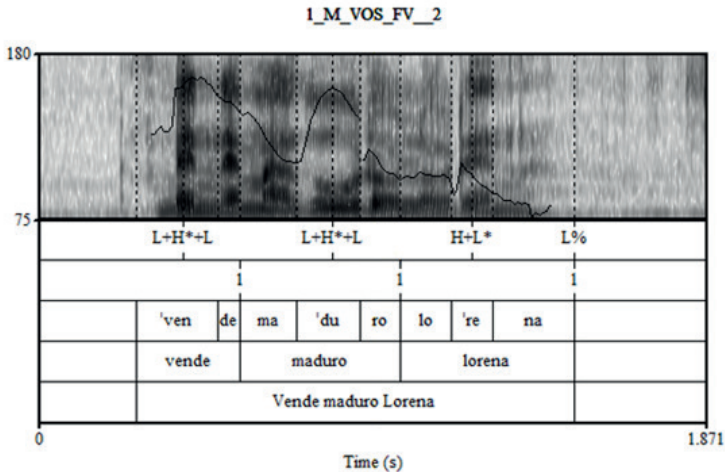 1_M_VOS_FV__2
180
75
L+H*+L L+H*+L H+L* L%
1 1 1
'ven de ma 'du ro lo 're na
vende maduro lorena
Vende maduro Lorena
0 1.871
Time (s)